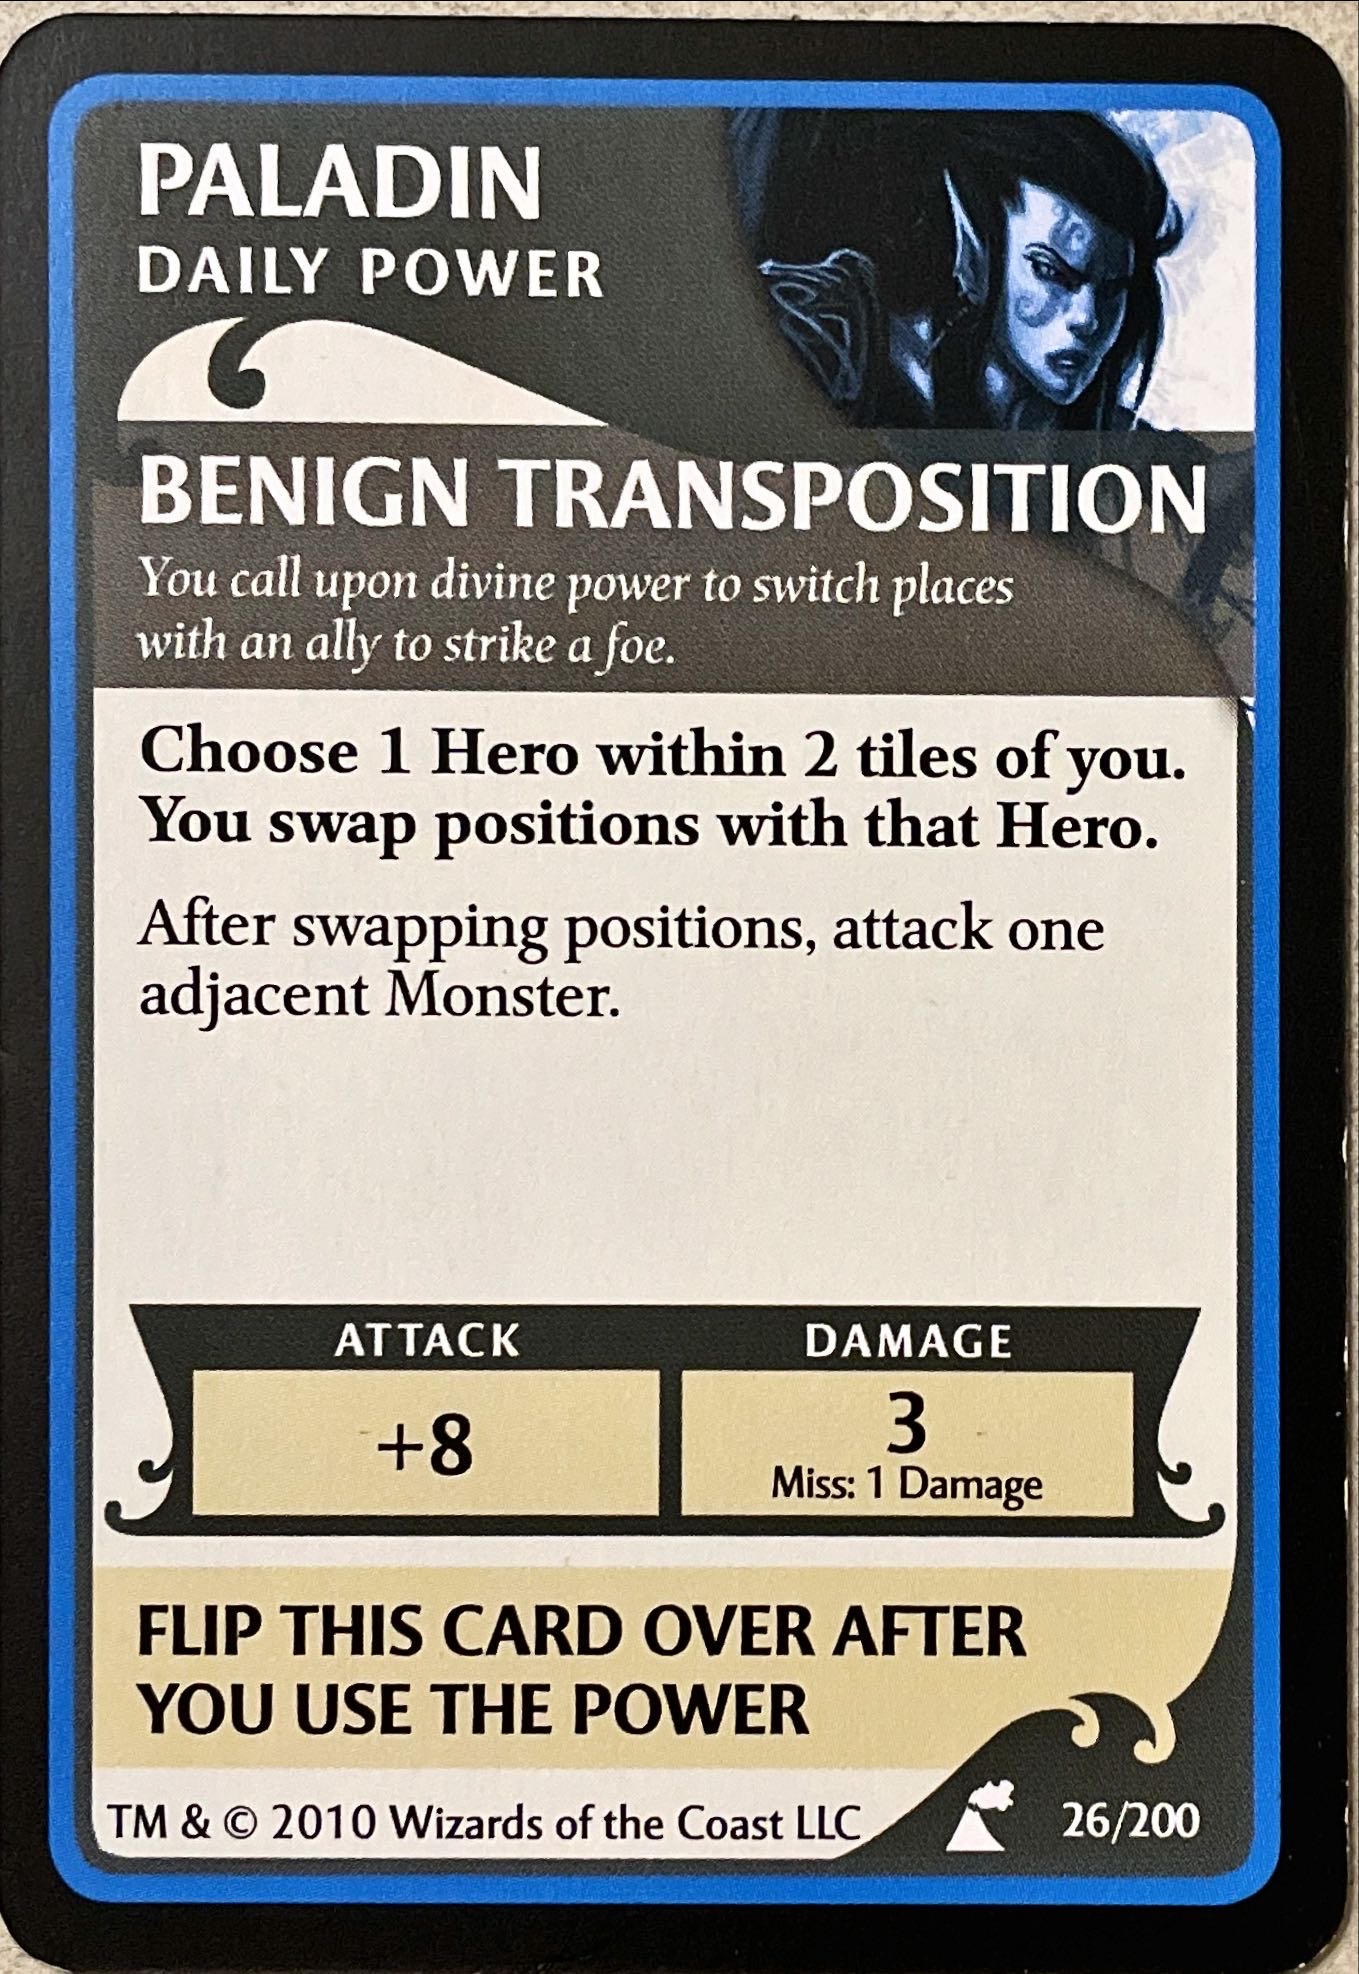 PALADIN
DAILY POWER
BENIGN TRANSPOSITION
You call upon divine power to switch places
with an ally to strike a foe.
Choose 1 Hero within 2 tiles of you.
You swap positions with that Hero.
After swapping positions, attack one
adjacent Monster.
ATTACK DAMAGE
+8 3
Miss: 1 Damage
FLIP THIS CARD OVER AFTER
YOU USE THE POWER
TM & © 2010 Wizards of the Coast LLC 26/200